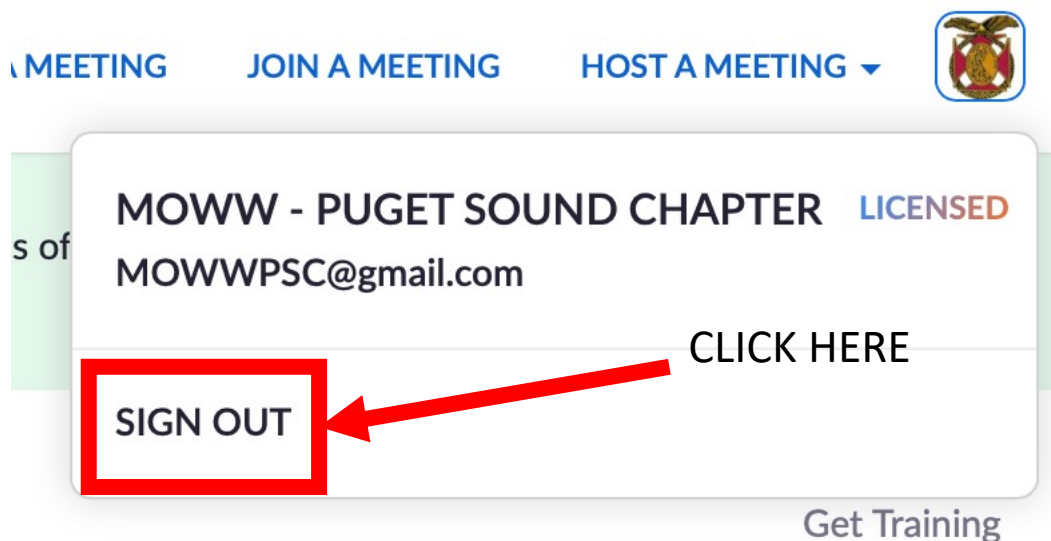 A MEETING JOIN A MEETING HOST A MEETING
MOWW - PUGET SOUND CHAPTER LICENSED
s of
MOWWPSC@gmail.com
CLICK HERE
SIGN OUT
Get Training